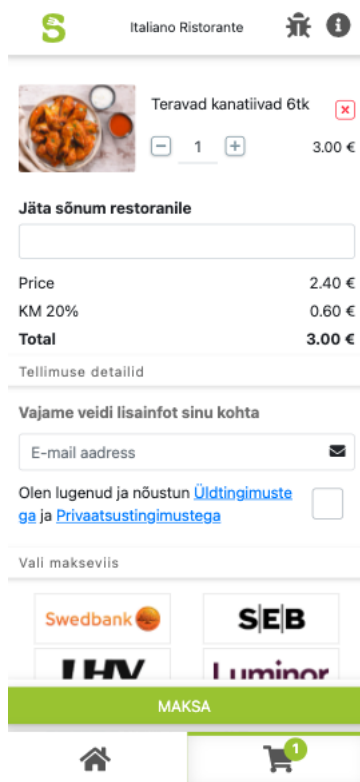 S
Italiano Ristorante
Teravad kanatiivad 6tk
1
3.00 €
Jäta sõnum restoranile
Price 2.40 €
KM 20% 0.60 €
Total 3.00 €
Tellimuse detailid
Vajame veidi lisainfot sinu kohta
E-mail aadress
Olen lugenud ja nõustun Üldtingimuste
ga ja Privaatsustingimustega
Vali makseviis
Swedbank
SEB
LHV
Luminor
MAKSA
1